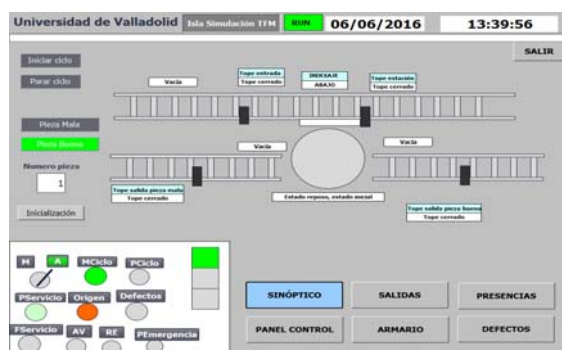 Universidad de Valladolid Isla Simulación TFM RUN 06/06/2016 13:39:56
SALIR
Iniciar ciclo
Parar ciclo
Vacía
Tope entrada
Tope cerrado
INDEXAJE
ABAJO
Tope estación
Tope cerrado
Pieza Mala
Pieza Buena
Numero pieza
1
Inicialización
Vacía
Vacía
Tope salida pieza mala
Tope cerrado
Estado reposo, estado inicial
Tope salida pieza buena
Tope cerrado
M A MCiclo PCiclo
PServicio Origen Defectos
FServicio AV RE PEmergencia
SINÓPTICO SALIDAS PRESENCIAS
PANEL CONTROL ARMARIO DEFECTOS